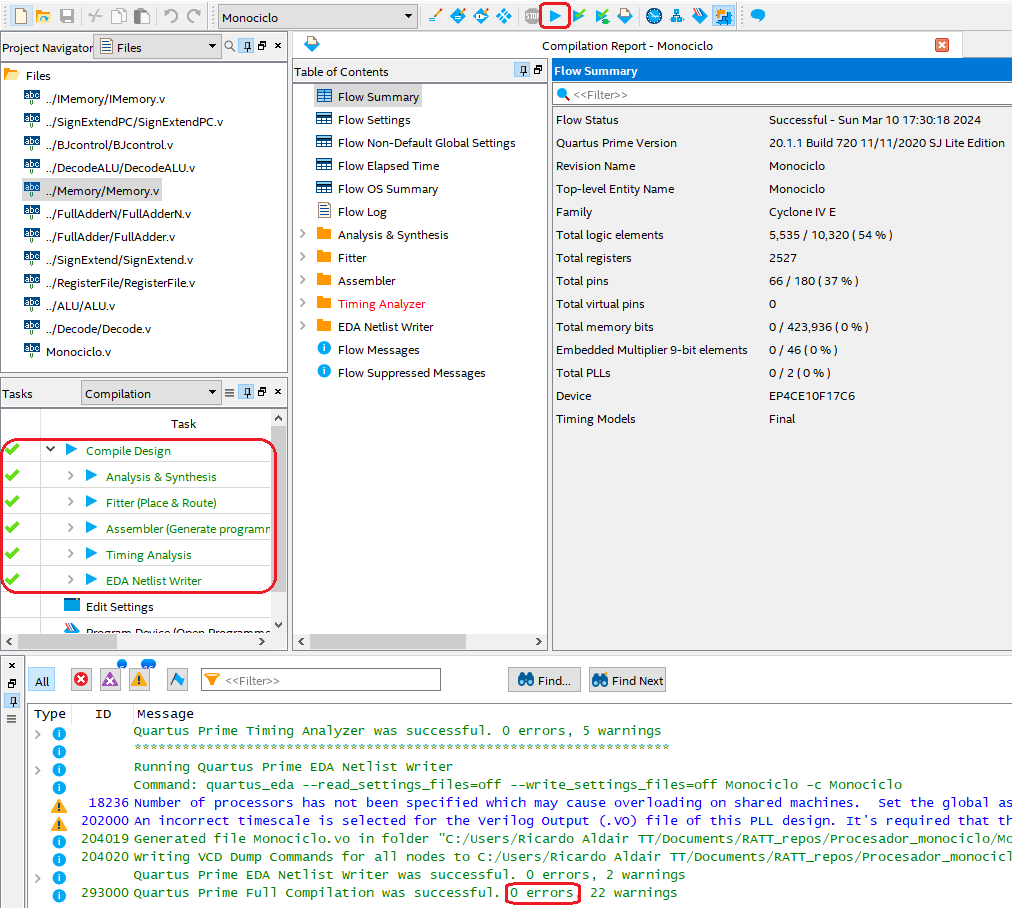 Monociclo
STOP
Project Navigator
Files
Compilation Report - Monociclo
Files
../IMemory/IMemory.v
../SignExtendPC/SignExtendPC.v
../BJcontrol/BJcontrol.v
../DecodeALU/DecodeALU.v
../Memory/Memory.v
../FullAdderN/FullAdderN.v
../FullAdder/FullAdder.v
../SignExtend/SignExtend.v
../RegisterFile/RegisterFile.v
../ALU/ALU.v
../Decode/Decode.v
Monociclo.v
Table of Contents
Flow Summary
Flow Settings
Flow Non-Default Global Settings
Flow Elapsed Time
Flow OS Summary
Flow Log
Analysis & Synthesis
Fitter
Assembler
Timing Analyzer
EDA Netlist Writer
Flow Messages
Flow Suppressed Messages
Flow Summary
<<Filter>>
Flow Status Successful - Sun Mar 10 17:30:18 2024
Quartus Prime Version 20.1.1 Build 720 11/11/2020 SJ Lite Edition
Revision Name Monociclo
Top-level Entity Name Monociclo
Family Cyclone IV E
Total logic elements 5,535 / 10,320 ( 54 % )
Total registers 2527
Total pins 66 / 180 ( 37 % )
Total virtual pins 0
Total memory bits 0 / 423,936 ( 0 % )
Embedded Multiplier 9-bit elements 0 / 46 ( 0 % )
Total PLLs 0 / 2 ( 0 % )
Device EP4CE10F17C6
Timing Models Final
Tasks
Compilation
Task
Compile Design
Analysis & Synthesis
Fitter (Place & Route)
Assembler (Generate programm
Timing Analysis
EDA Netlist Writer
Edit Settings
Program Device (Open Programme
All
<<Filter>>
Find...
Find Next
Type ID Message
Quartus Prime Timing Analyzer was successful. 0 errors, 5 warnings
*******************************************************************
Running Quartus Prime EDA Netlist Writer
Command: quartus_eda --read_settings_files=off --write_settings_files=off Monociclo -c Monociclo
18236 Number of processors has not been specified which may cause overloading on shared machines.  Set the global as
202000 An incorrect timescale is selected for the Verilog Output (.VO) file of this PLL design. It's required that th
204019 Generated file Monociclo.vo in folder "C:/Users/Ricardo Aldair TT/Documents/RATT_repos/Procesador_monociclo/Mo
204020 Writing VCD Dump Commands for all nodes to C:/Users/Ricardo Aldair TT/Documents/RATT_repos/Procesador_monocicl
Quartus Prime EDA Netlist Writer was successful. 0 errors, 2 warnings
293000 Quartus Prime Full Compilation was successful. 0 errors, 22 warnings